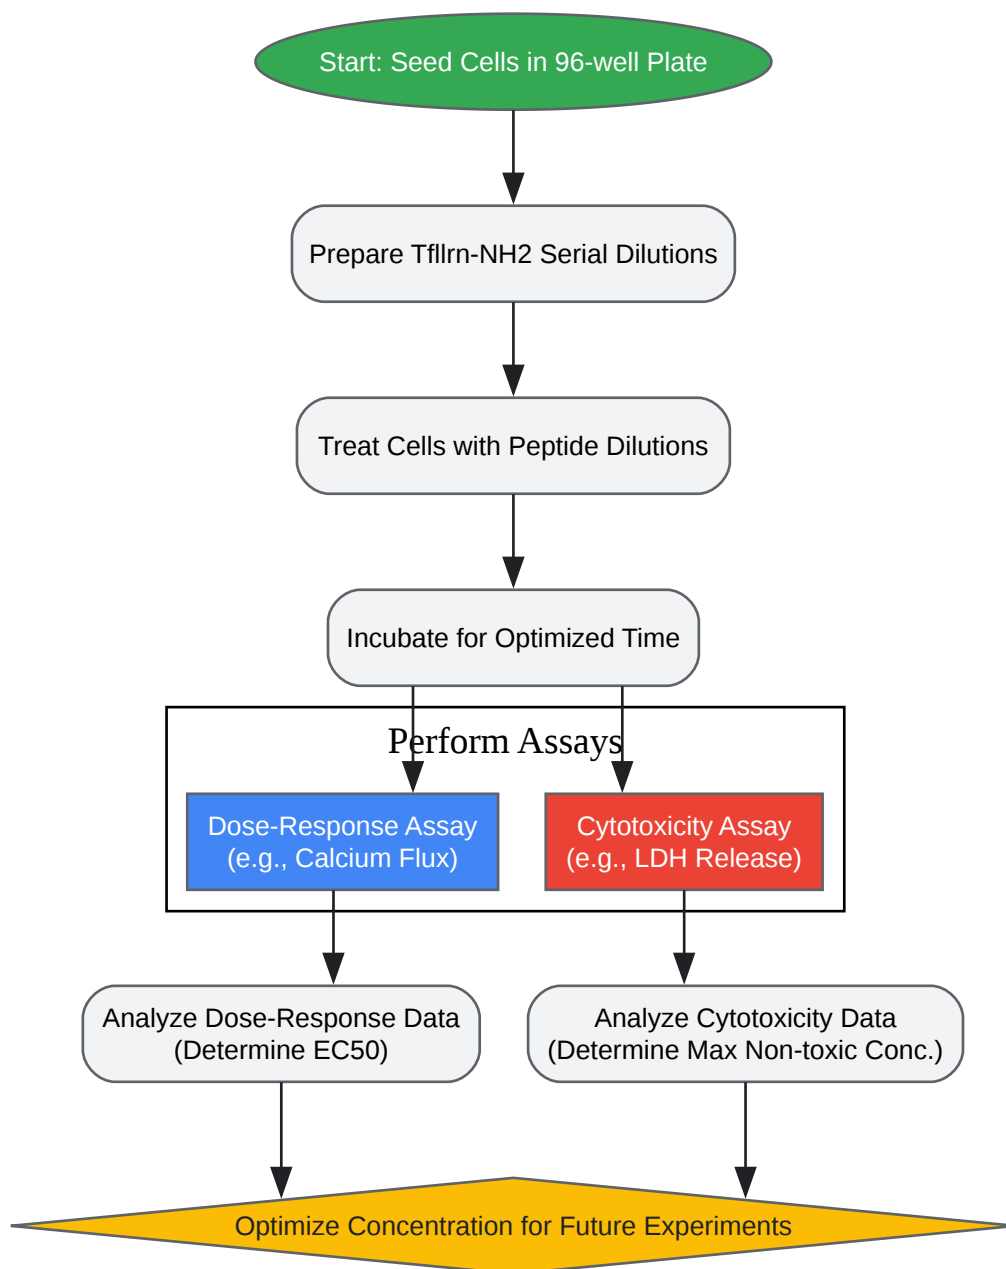 Start: Seed Cells in 96-well Plate
Prepare Tfllrn-NH2 Serial Dilutions
Treat Cells with Peptide Dilutions
Incubate for Optimized Time
Perform Assays
Dose-Response Assay
(e.g., Calcium Flux)
Cytotoxicity Assay
(e.g., LDH Release)
Analyze Dose-Response Data
(Determine EC50)
Analyze Cytotoxicity Data
(Determine Max Non-toxic Conc.)
Optimize Concentration for Future Experiments